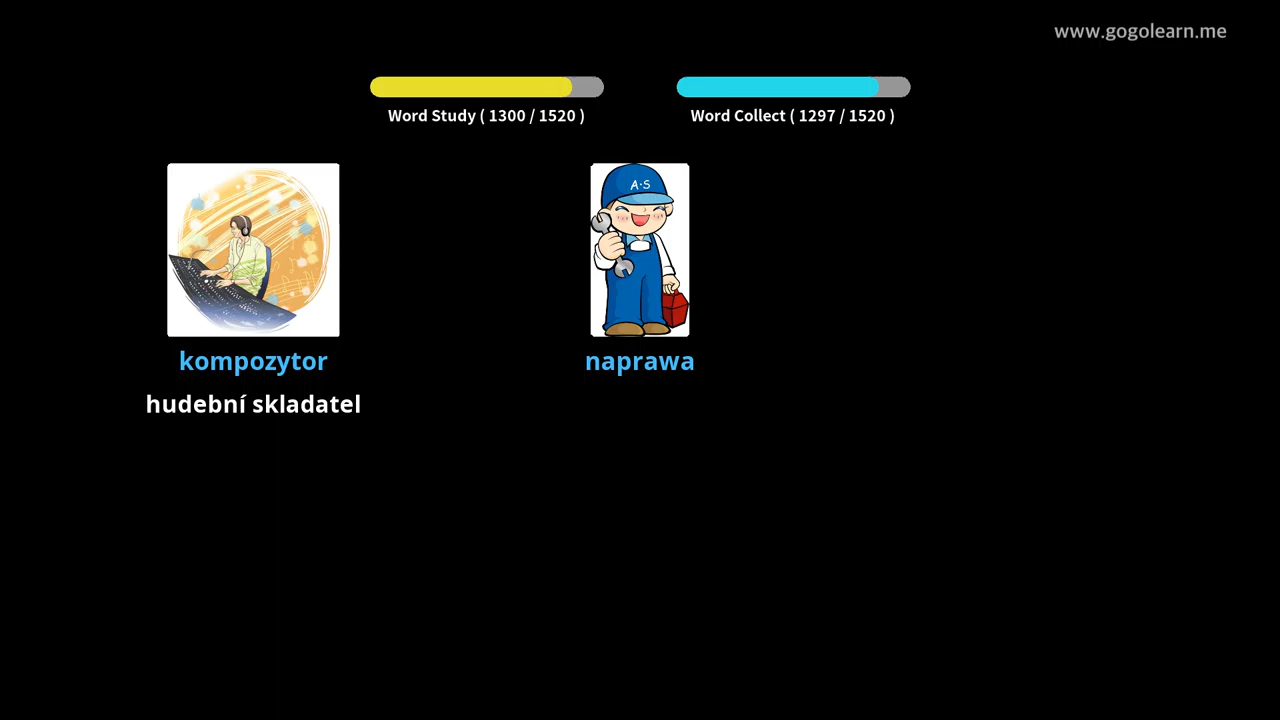 www.gogolearn.me
Word Study ( 1300 / 1520 )
Word Collect ( 1297 / 1520 )
A·S
kompozytor
naprawa
hudební skladatel